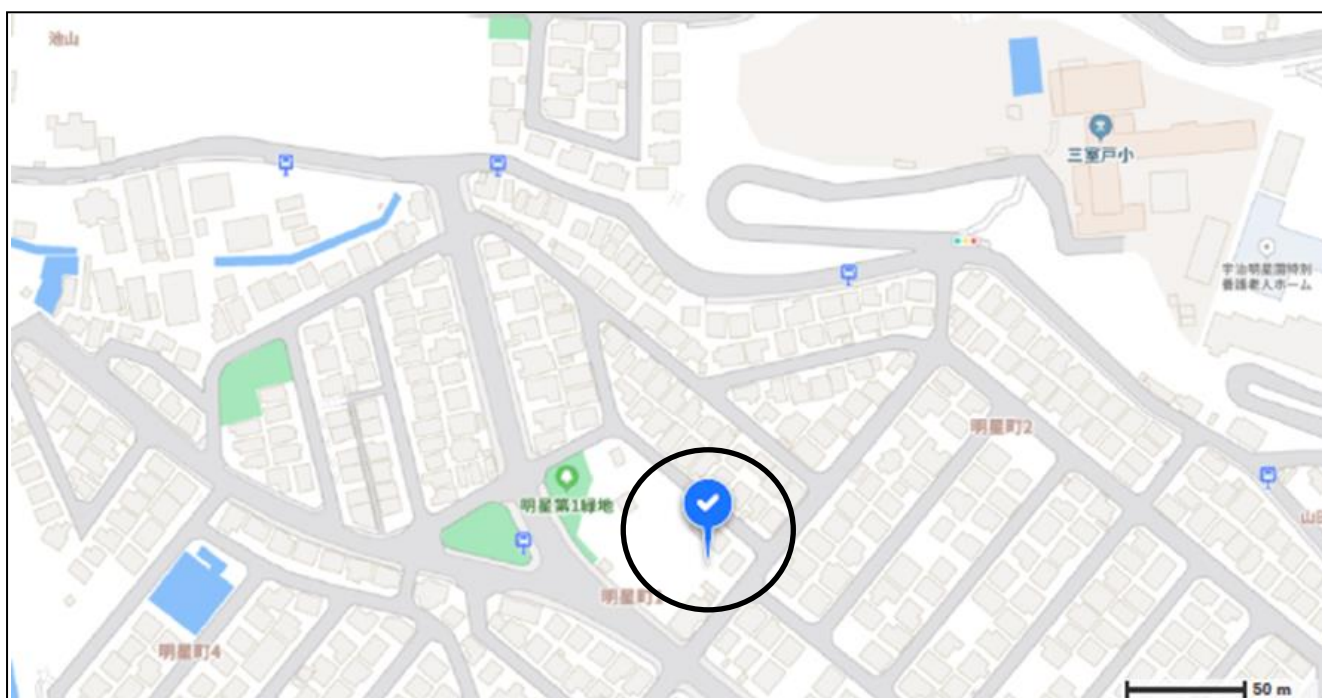 池山
三室戸小
宇治明星園特別
養護老人ホーム
明星町2
明星第1緑地
山田
明星町
明星町4
50 m